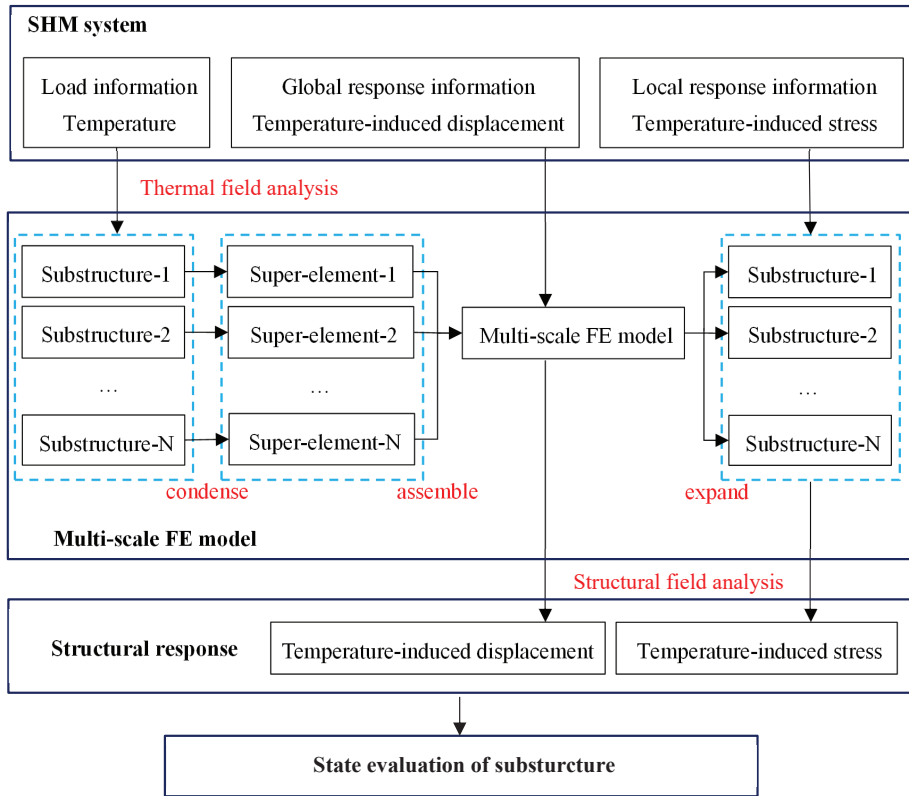 SHM system
Load information
Temperature
Global response information
Temperature-induced displacement
Local response information
Temperature-induced stress
Thermal field analysis
Substructure-1
Substructure-2
…
Substructure-N
condense
Super-element-1
Super-element-2
…
Super-element-N
assemble
Multi-scale FE model
Substructure-1
Substructure-2
…
Substructure-N
expand
Multi-scale FE model
Structural field analysis
Structural response
Temperature-induced displacement
Temperature-induced stress
State evaluation of substurcture